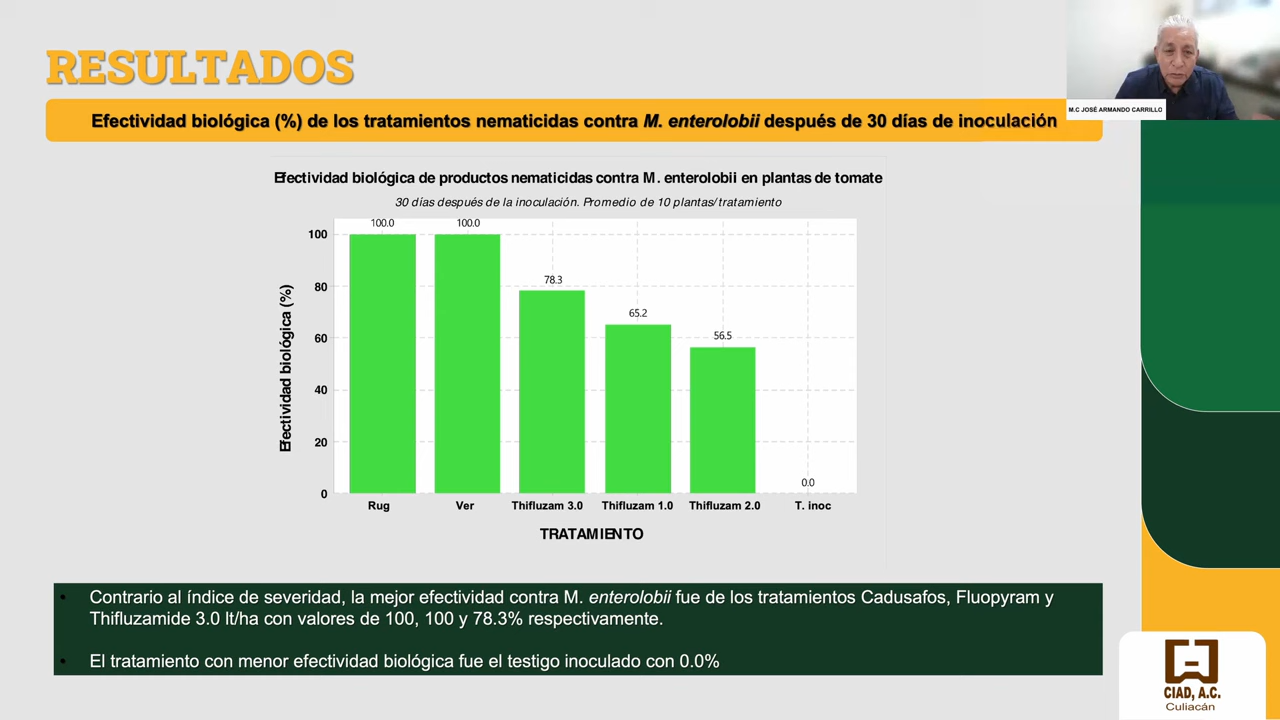 RESULTADOS
M.C JOSÉ ARMANDO CARRILLO
Efectividad biológica (%) de los tratamientos nematicidas contra M. enterolobii después de 30 días de inoculación
Efectividad biológica de productos nematicidas contra M. enterolobii en plantas de tomate
30 días después de la inoculación. Promedio de 10 plantas/tratamiento
Efectividad biológica (%)
100
80
60
40
20
0
100.0
100.0
78.3
65.2
56.5
0.0
Rug
Ver
Thifluzam 3.0
Thifluzam 1.0
Thifluzam 2.0
T. inoc
TRATAMIENTO
• Contrario al índice de severidad, la mejor efectividad contra M. enterolobii fue de los tratamientos Cadusafos, Fluopyram y
Thifluzamide 3.0 lt/ha con valores de 100, 100 y 78.3% respectivamente.
• El tratamiento con menor efectividad biológica fue el testigo inoculado con 0.0%
CIAD, A.C.
Culiacán